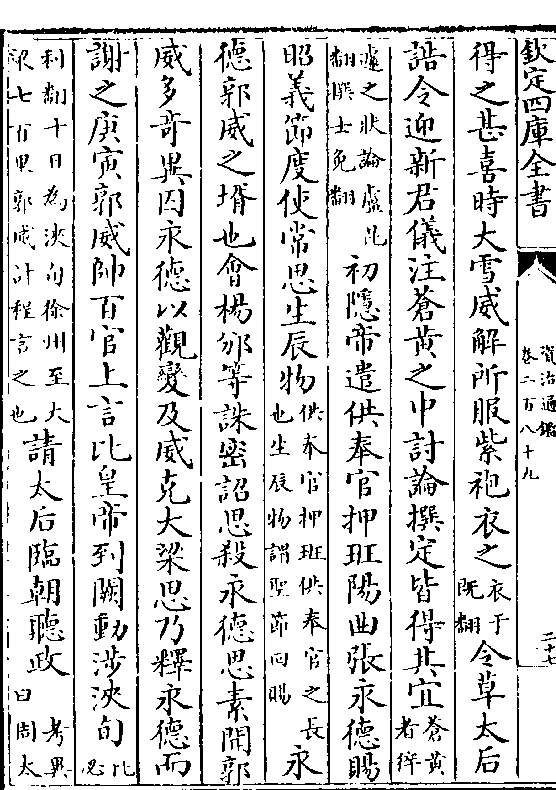 欽定四庫全書
資治通鑑
卷二百八十九
二十七
得之甚喜時大雪威解所服紫袍衣之衣于既翻令草太后
誥令迎新君儀注蒼黃之中討論撰定皆得其宜蒼黃者猝
遽之狀論盧昆翻撰士免翻初隱帝遣供奉官押班陽曲張永德賜
昭義節度使常思生辰物供奉官押班供奉官之長也生辰物謂聖節回賜永
德郭威之壻也會楊邠等誅密詔思殺永德思素聞郭
威多奇異囚永德以觀變及威克大梁思乃釋永德而
謝之庚寅郭威帥百官上言比皇帝到闕動涉浹旬比必
利翻十日為浹旬徐州至大梁七百里郭威計程言之也請太后臨朝聽政考異曰周太